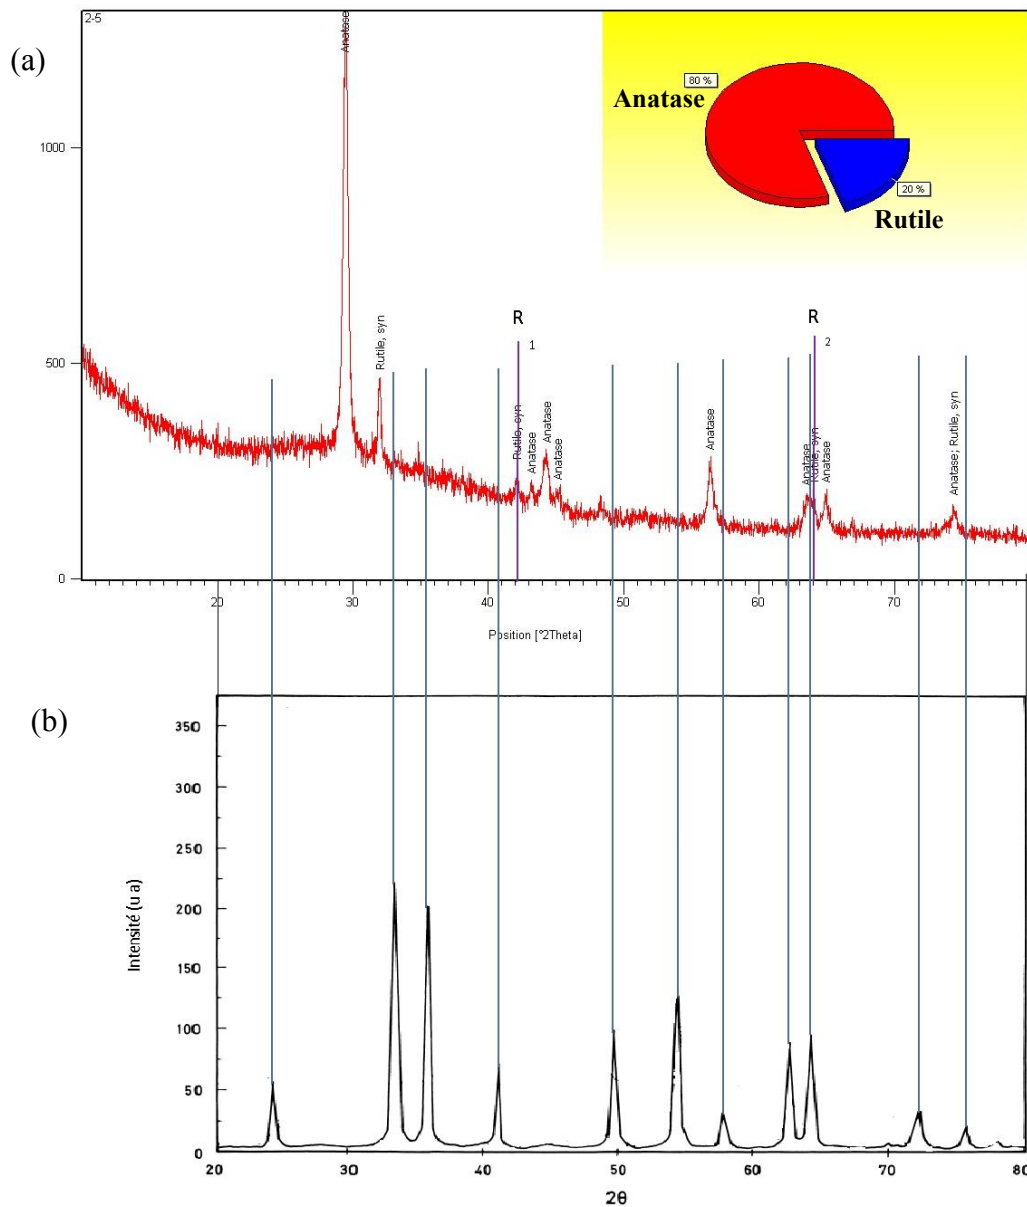 (a)
2-5
Anatase
80 %
Anatase
20 %
Rutile
1000
500
0
Rutile, syn
R
1
Rutile, syn
Anatase
Anatase
Anatase
Anatase
R
2
Anatase
Rutile, syn
Anatase
Anatase; Rutile, syn
20
30
40
50
60
70
Position [°2Theta]
(b)
350
300
250
200
150
100
50
0
Intensité (u a)
20
30
40
50
60
70
80
2θ